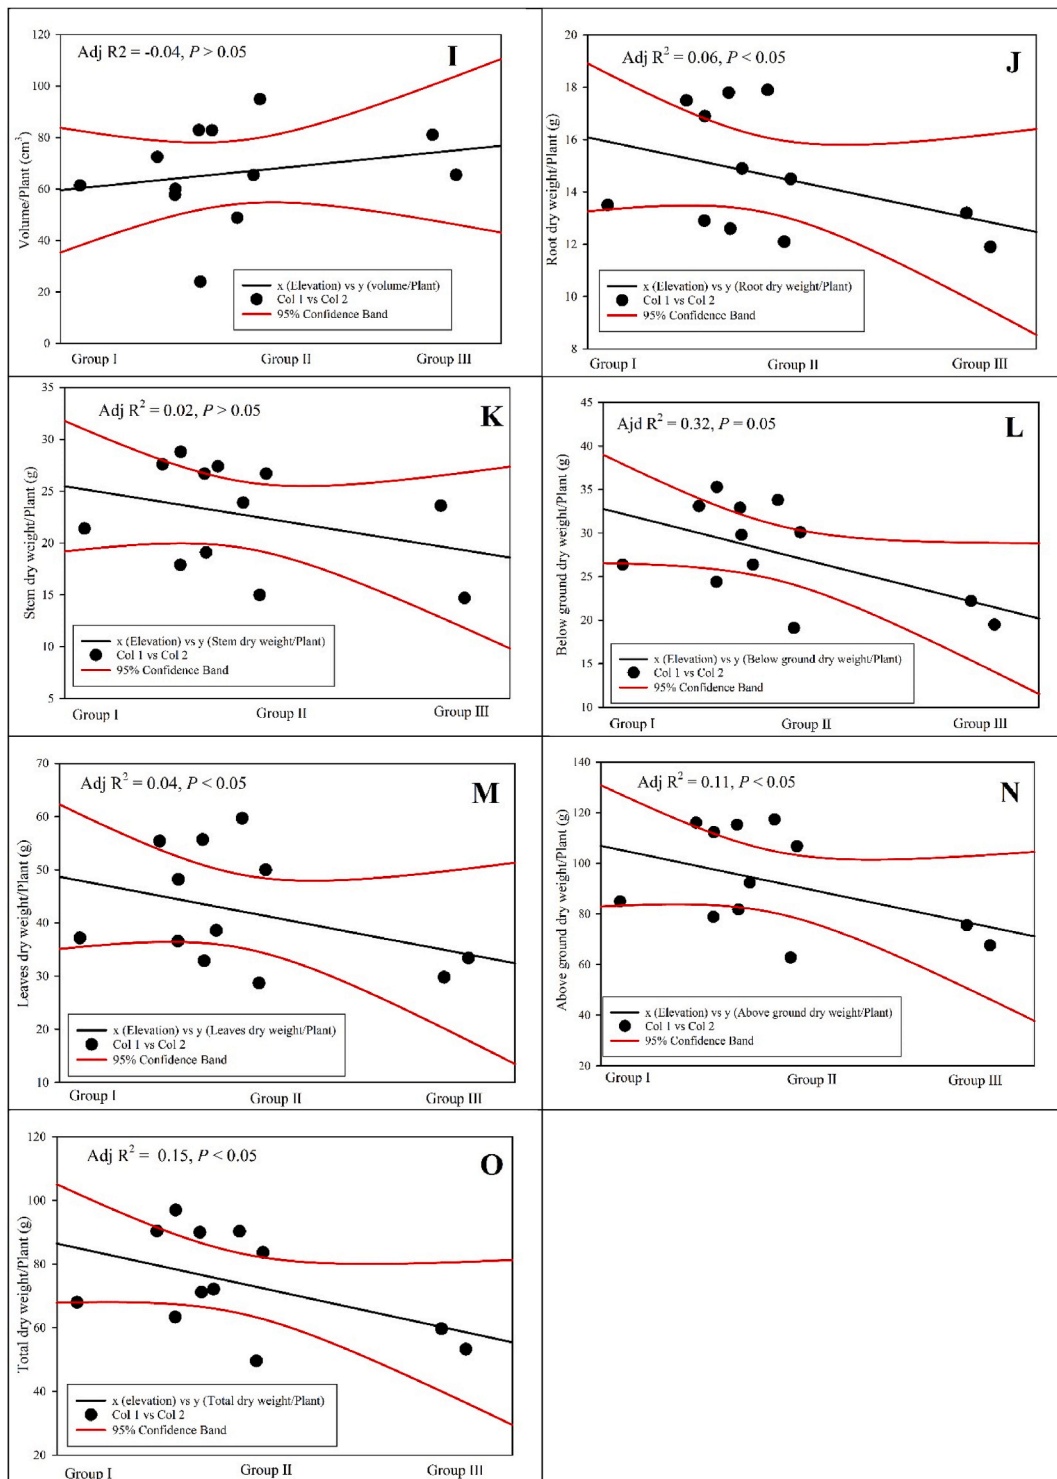 Adj R2 = -0.04, P > 0.05
I
Volume/Plant (cm³)
120
100
80
60
40
20
0
x (Elevation) vs y (volume/Plant)
Col 1 vs Col 2
95% Confidence Band
Group I
Group II
Group III
Adj R² = 0.06, P < 0.05
J
Root dry weight/Plant (g)
20
18
16
14
12
10
8
x (Elevation) vs y (Root dry weight/Plant)
Col 1 vs Col 2
95% Confidence Band
Group I
Group II
Group III
Adj R² = 0.02, P > 0.05
K
Stem dry weight/Plant (g)
35
30
25
20
15
10
5
x (Elevation) vs y (Stem dry weight/Plant)
Col 1 vs Col 2
95% Confidence Band
Group I
Group II
Group III
Ajd R² = 0.32, P = 0.05
L
Below ground dry weight/Plant (g)
45
40
35
30
25
20
15
10
x (Elevation) vs y (Below ground dry weight/Plant)
Col 1 vs Col 2
95% Confidence Band
Group I
Group II
Group III
Adj R² = 0.04, P < 0.05
M
Leaves dry weight/Plant (g)
70
60
50
40
30
20
10
x (Elevation) vs y (Leaves dry weight/Plant)
Col 1 vs Col 2
95% Confidence Band
Group I
Group II
Group III
Adj R² = 0.11, P < 0.05
N
Above ground dry weight/Plant (g)
140
120
100
80
60
40
20
x (Elevation) vs y (Above ground dry weight/Plant)
Col 1 vs Col 2
95% Confidence Band
Group I
Group II
Group III
Adj R² = 0.15, P < 0.05
O
Total dry weight/Plant (g)
120
100
80
60
40
20
x (elevation) vs y (Total dry weight/Plant)
Col 1 vs Col 2
95% Confidence Band
Group I
Group II
Group III